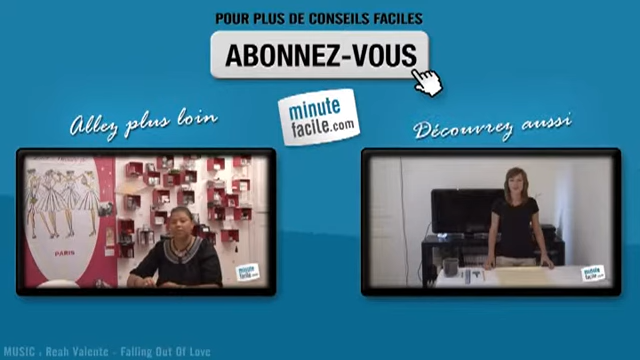 POUR PLUS DE CONSEILS FACILES
ABONNEZ-VOUS
Allez plus loin
minute
facile.com
Découvrez aussi
PARIS
minute
facile.com
minute
facile.com
MUSIC : Reah Valente - Falling Out Of Love